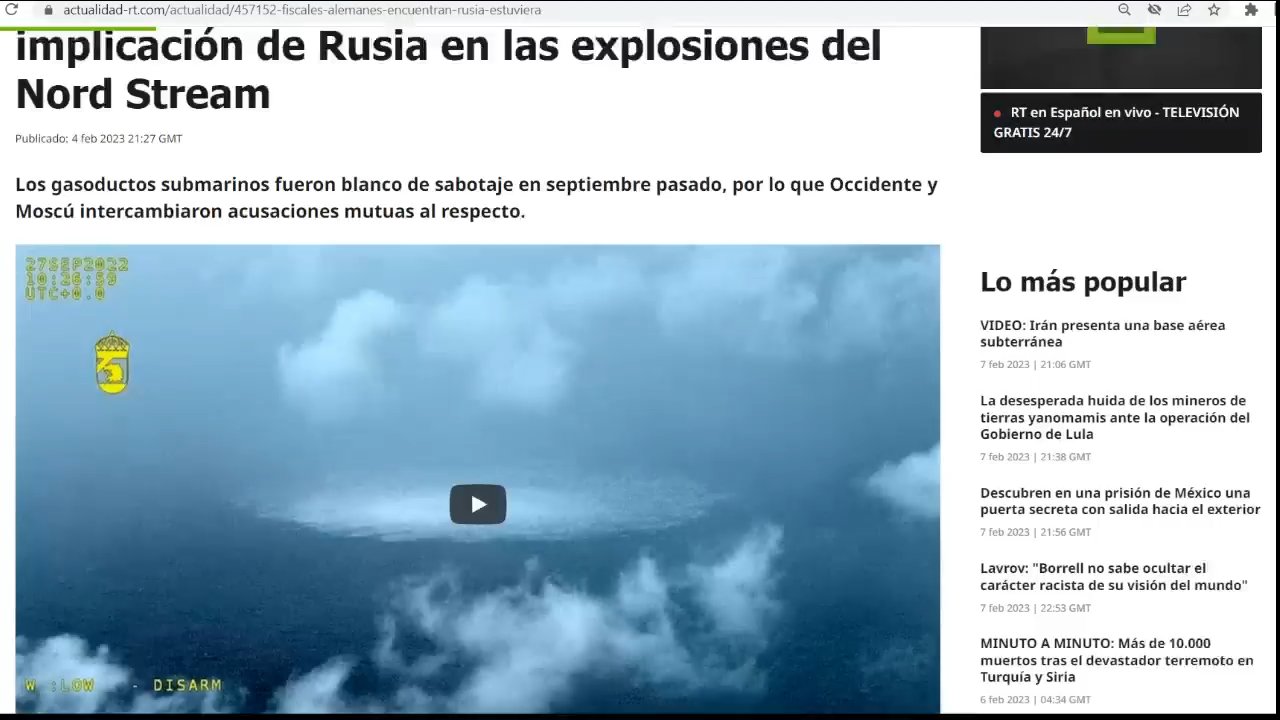 actualidad-rt.com/actualidad/457152-fiscales-alemanes-encuentran-rusia-estuviera
implicación de Rusia en las explosiones del
Nord Stream
Publicado: 4 feb 2023 21:27 GMT
Los gasoductos submarinos fueron blanco de sabotaje en septiembre pasado, por lo que Occidente y
Moscú intercambiaron acusaciones mutuas al respecto.
27SEP2022
10:26:59
UTC+0.0
W :LOW - DISARM
RT en Español en vivo - TELEVISIÓN
GRATIS 24/7
Lo más popular
VIDEO: Irán presenta una base aérea
subterránea
7 feb 2023 | 21:06 GMT
La desesperada huida de los mineros de
tierras yanomamis ante la operación del
Gobierno de Lula
7 feb 2023 | 21:38 GMT
Descubren en una prisión de México una
puerta secreta con salida hacia el exterior
7 feb 2023 | 21:56 GMT
Lavrov: "Borrell no sabe ocultar el
carácter racista de su visión del mundo"
7 feb 2023 | 22:53 GMT
MINUTO A MINUTO: Más de 10.000
muertos tras el devastador terremoto en
Turquía y Siria
6 feb 2023 | 04:34 GMT